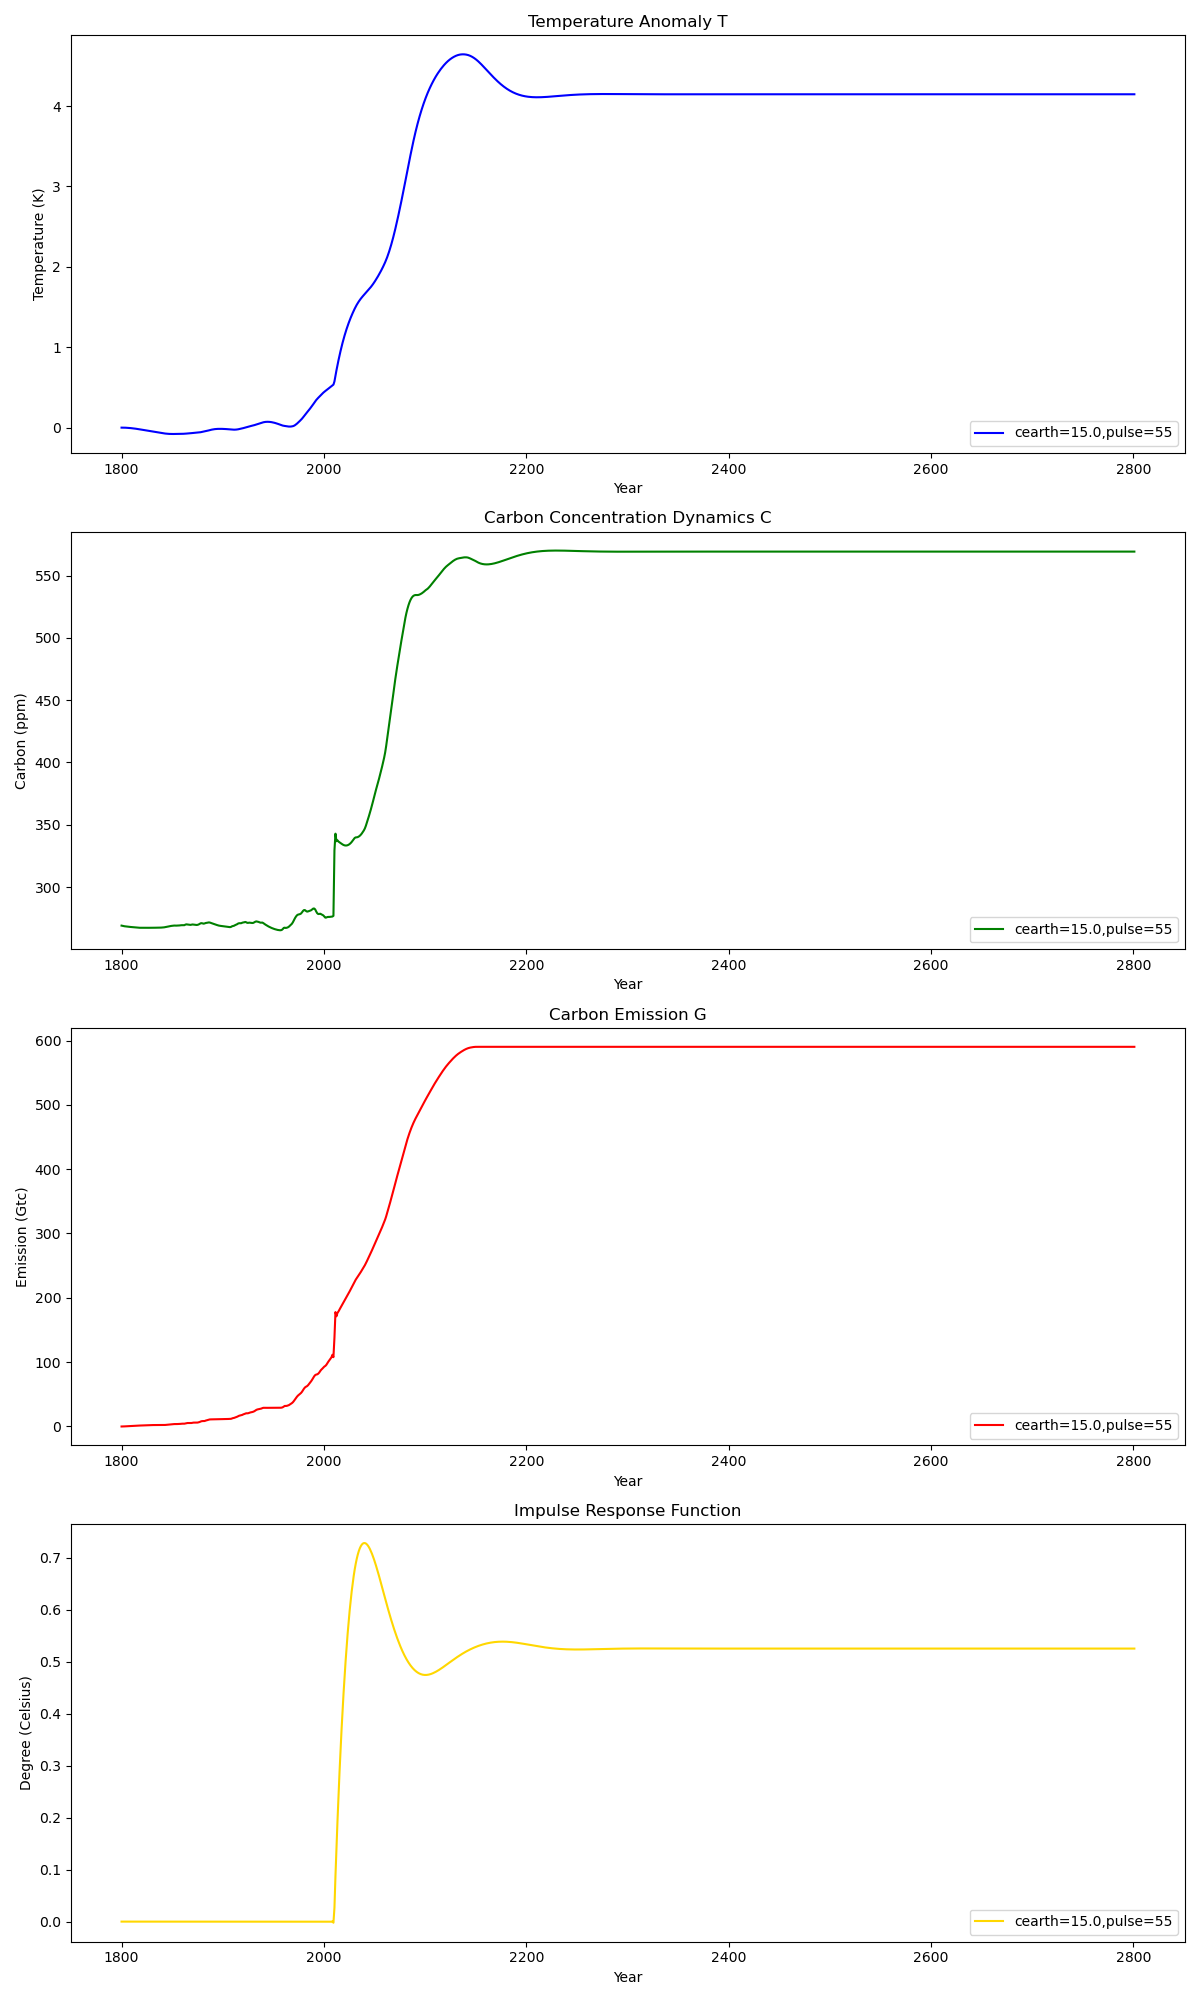 Temperature Anomaly T
Temperature (K)
4
3
2
1
0
cearth=15.0,pulse=55
1800 2000 2200 2400 2600 2800
Year
Carbon Concentration Dynamics C
Carbon (ppm)
550
500
450
400
350
300
cearth=15.0,pulse=55
1800 2000 2200 2400 2600 2800
Year
Carbon Emission G
Emission (Gtc)
600
500
400
300
200
100
0
cearth=15.0,pulse=55
1800 2000 2200 2400 2600 2800
Year
Impulse Response Function
Degree (Celsius)
0.7
0.6
0.5
0.4
0.3
0.2
0.1
0.0
cearth=15.0,pulse=55
1800 2000 2200 2400 2600 2800
Year